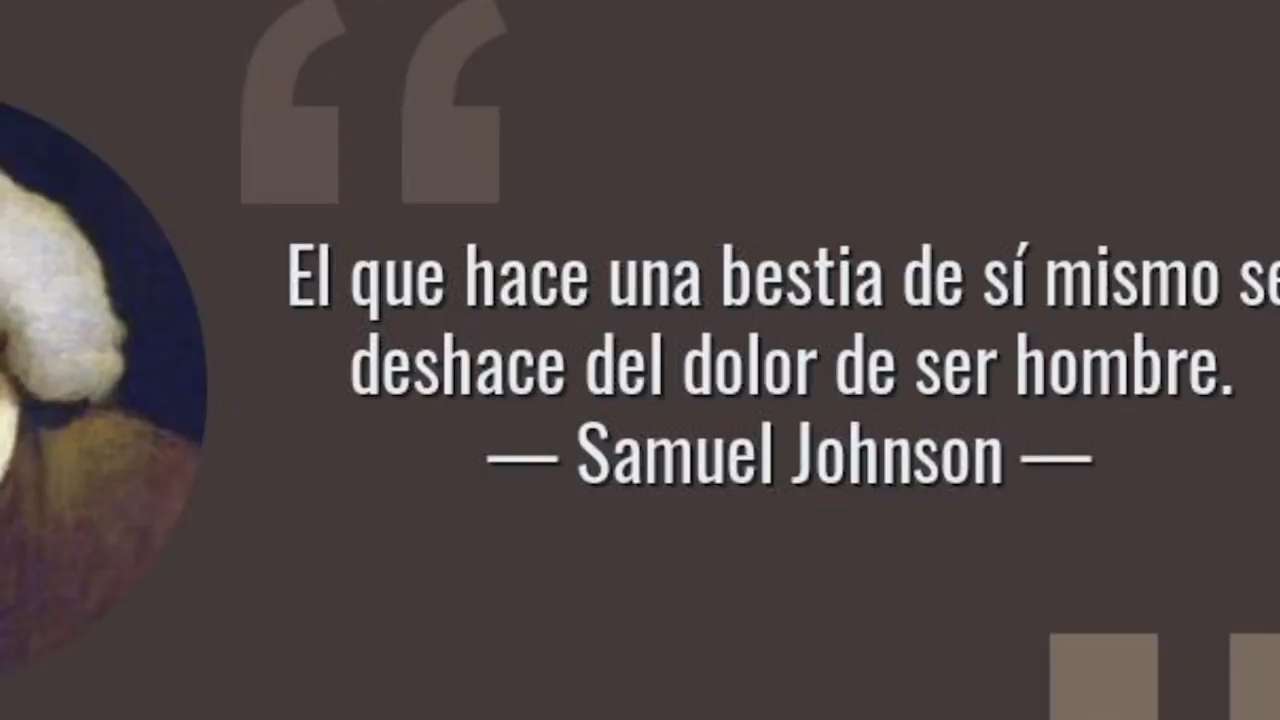 El que hace una bestia de sí mismo se
deshace del dolor de ser hombre.
— Samuel Johnson —